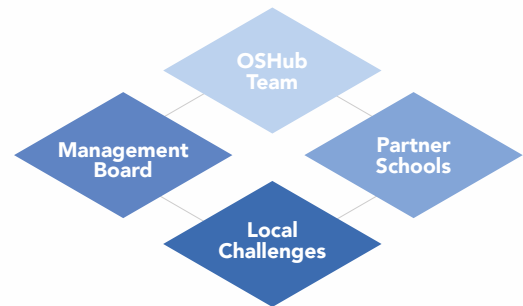 OSHub
Team
Management
Board
Partner
Schools
Local
Challenges